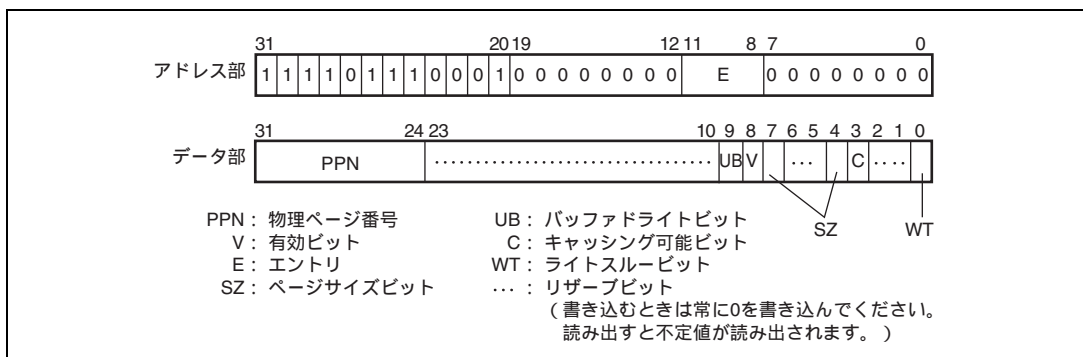 31 20 19 12 11 8 7 0
アドレス部 1 1 1 1 0 1 1 1 0 0 0 1 0 0 0 0 0 0 0 0 E 0 0 0 0 0 0 0 0
31 24 23 10 9 8 7 6 5 4 3 2 1 0
データ部 PPN ................................. UB V ... C ....
SZ WT
PPN： 物理ページ番号 UB： バッファドライトビット
V： 有効ビット C： キャッシング可能ビット
E： エントリ WT： ライトスルービット
SZ： ページサイズビット ...： リザーブビット
（書き込むときは常に0を書き込んでください。
読み出すと不定値が読み出されます。）